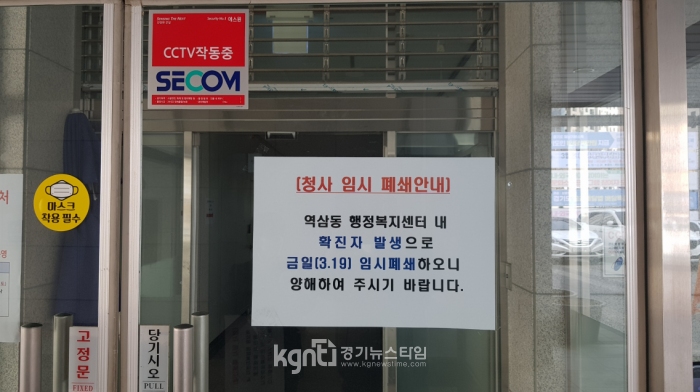 CCTV작동중
SECOM
[청사 임시 폐쇄안내]
역삼동 행정복지센터 내
확진자 발생으로
금일(3.19) 임시폐쇄하오니
양해하여 주시기 바랍니다.
마스크
착용 필수
고정문
FIXED
당기시오
PULL
kgnt 경기뉴스타임
www.kgnewstime.com